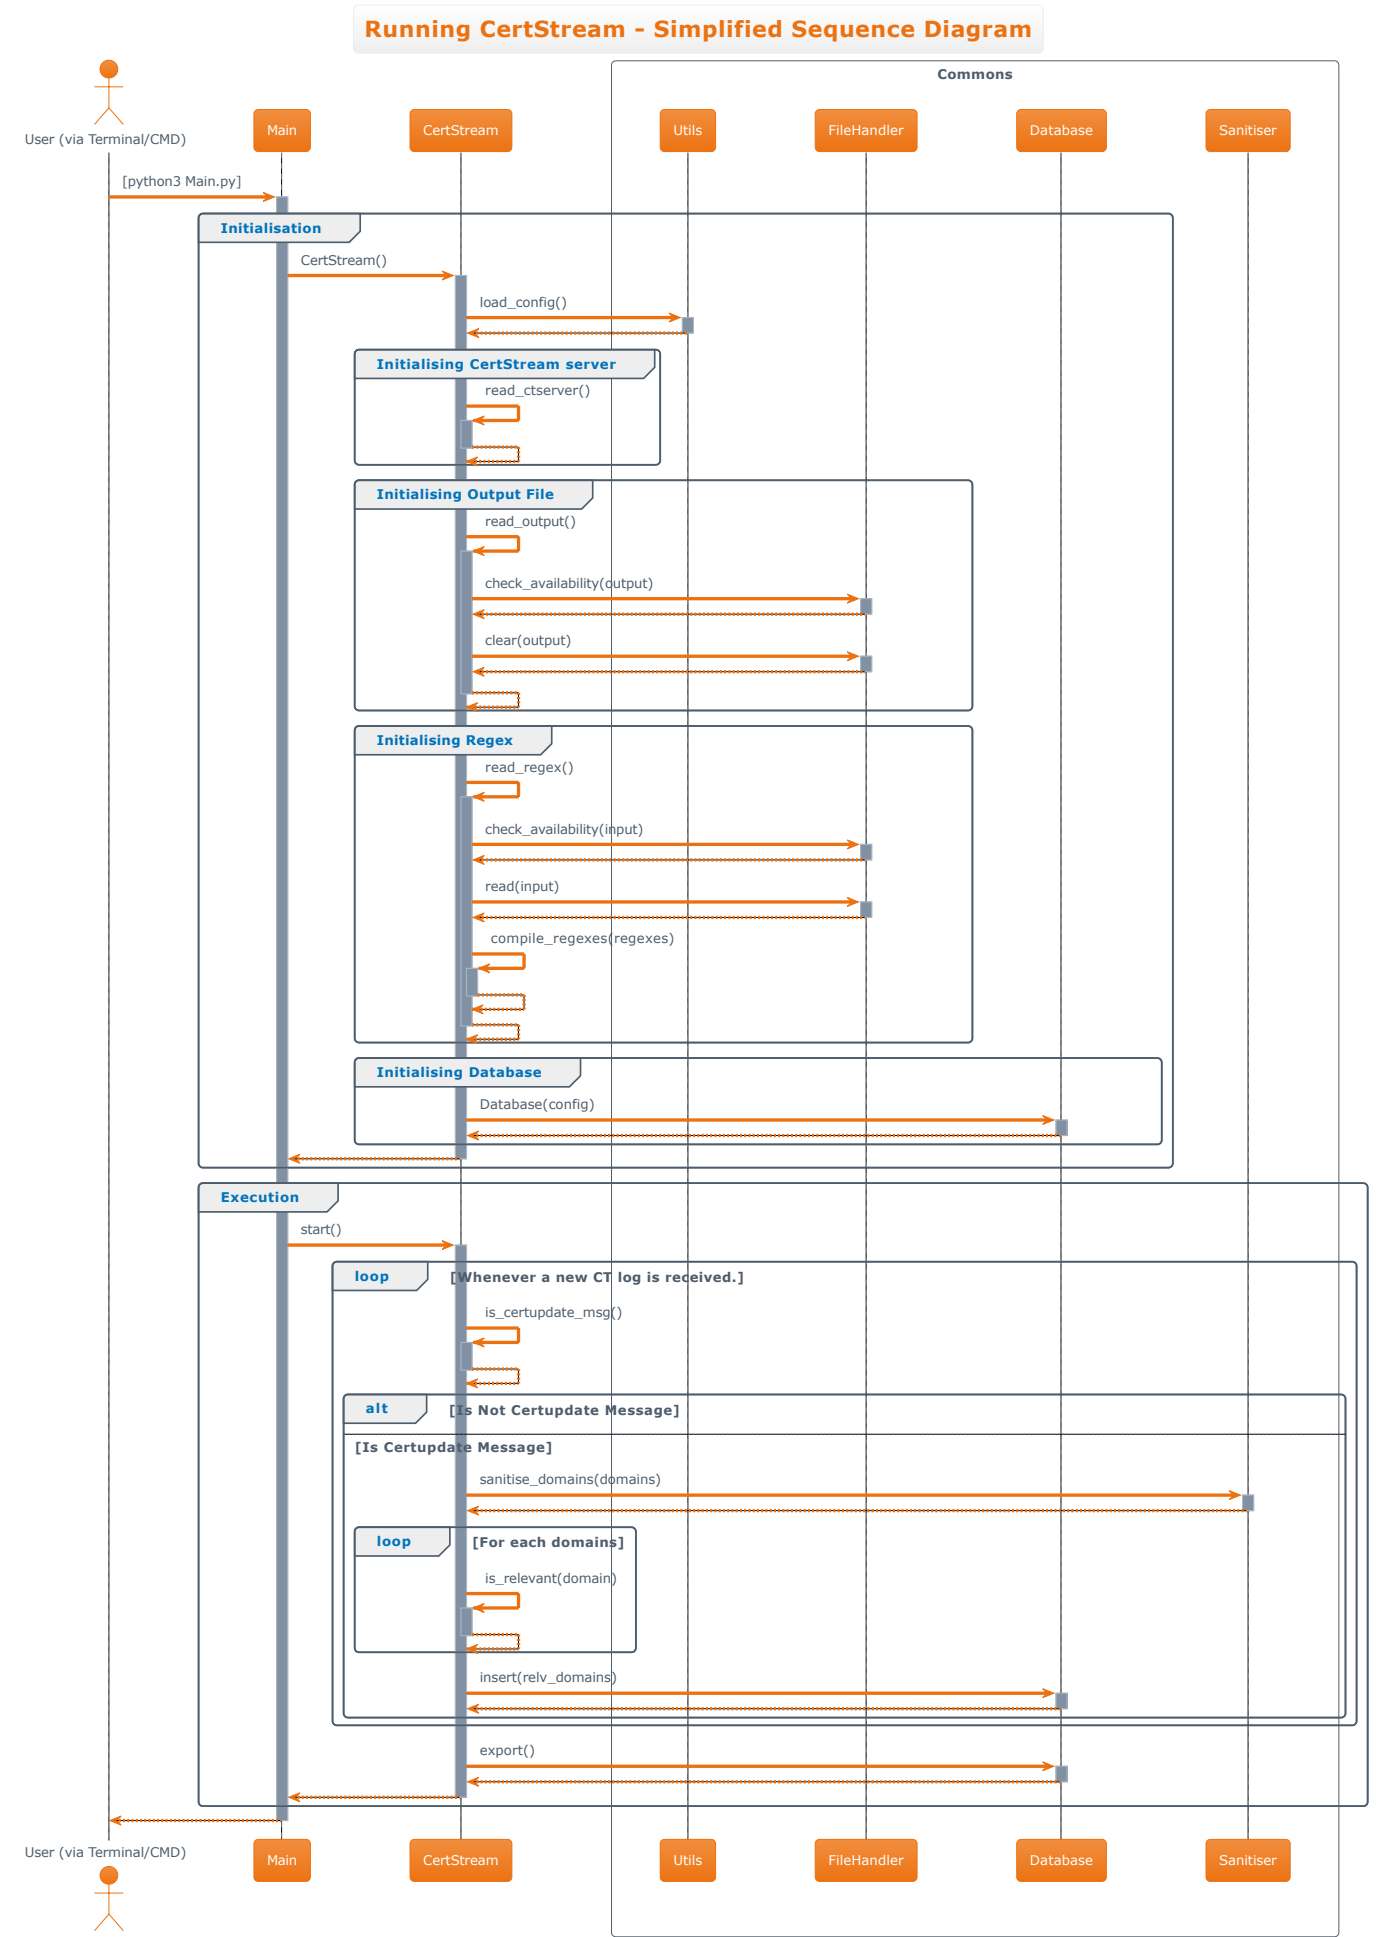 Running CertStream – Simplified Sequence Diagram
Commons
User (via Terminal/CMD)
Main
CertStream
Utils
FileHandler
Database
Sanitiser
[python3 Main.py]
Initialisation
CertStream()
load_config()
Initialising CertStream server
read_ctserver()
Initialising Output File
read_output()
check_availability(output)
clear(output)
Initialising Regex
read_regex()
check_availability(input)
read(input)
compile_regexes(regexes)
Initialising Database
Database(config)
Execution
start()
loop
[Whenever a new CT log is received.]
is_certupdate_msg()
alt
[Is Not Certupdate Message]
[Is Certupdate Message]
sanitise_domains(domains)
loop
[For each domains]
is_relevant(domain)
insert(relv_domains)
export()
User (via Terminal/CMD)
Main
CertStream
Utils
FileHandler
Database
Sanitiser